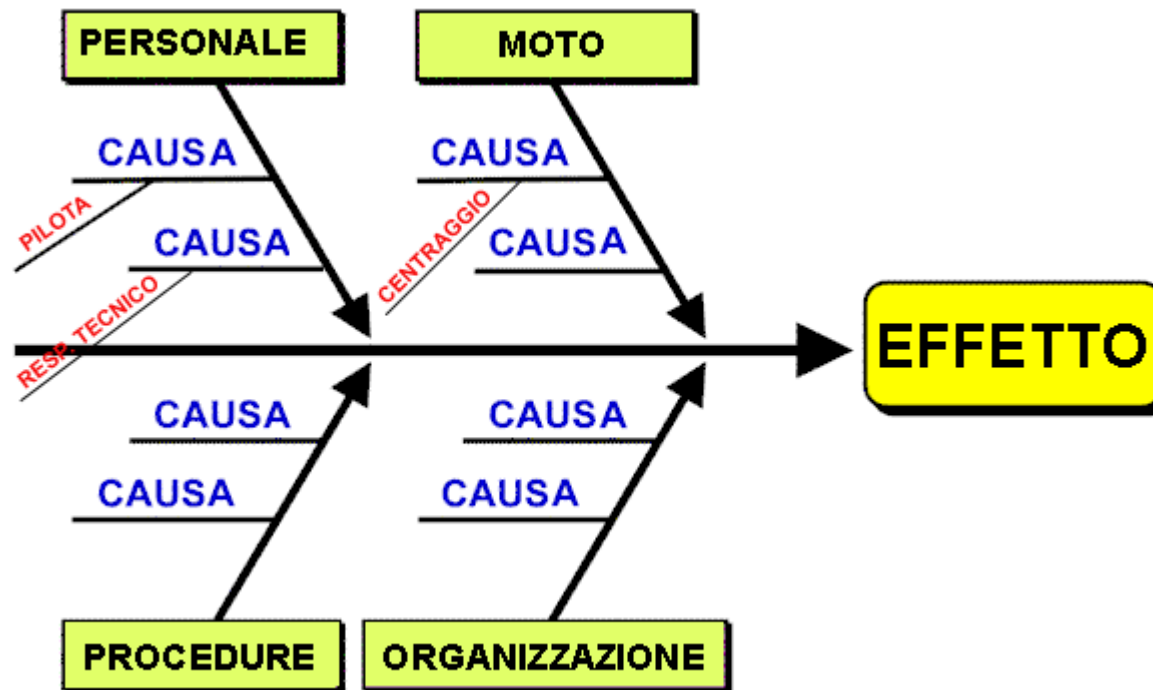 PERSONALE
MOTO
CAUSA
CAUSA
PILOTA
CENTRAGGIO
CAUSA
CAUSA
RESP. TECNICO
EFFETTO
CAUSA
CAUSA
CAUSA
CAUSA
PROCEDURE
ORGANIZZAZIONE